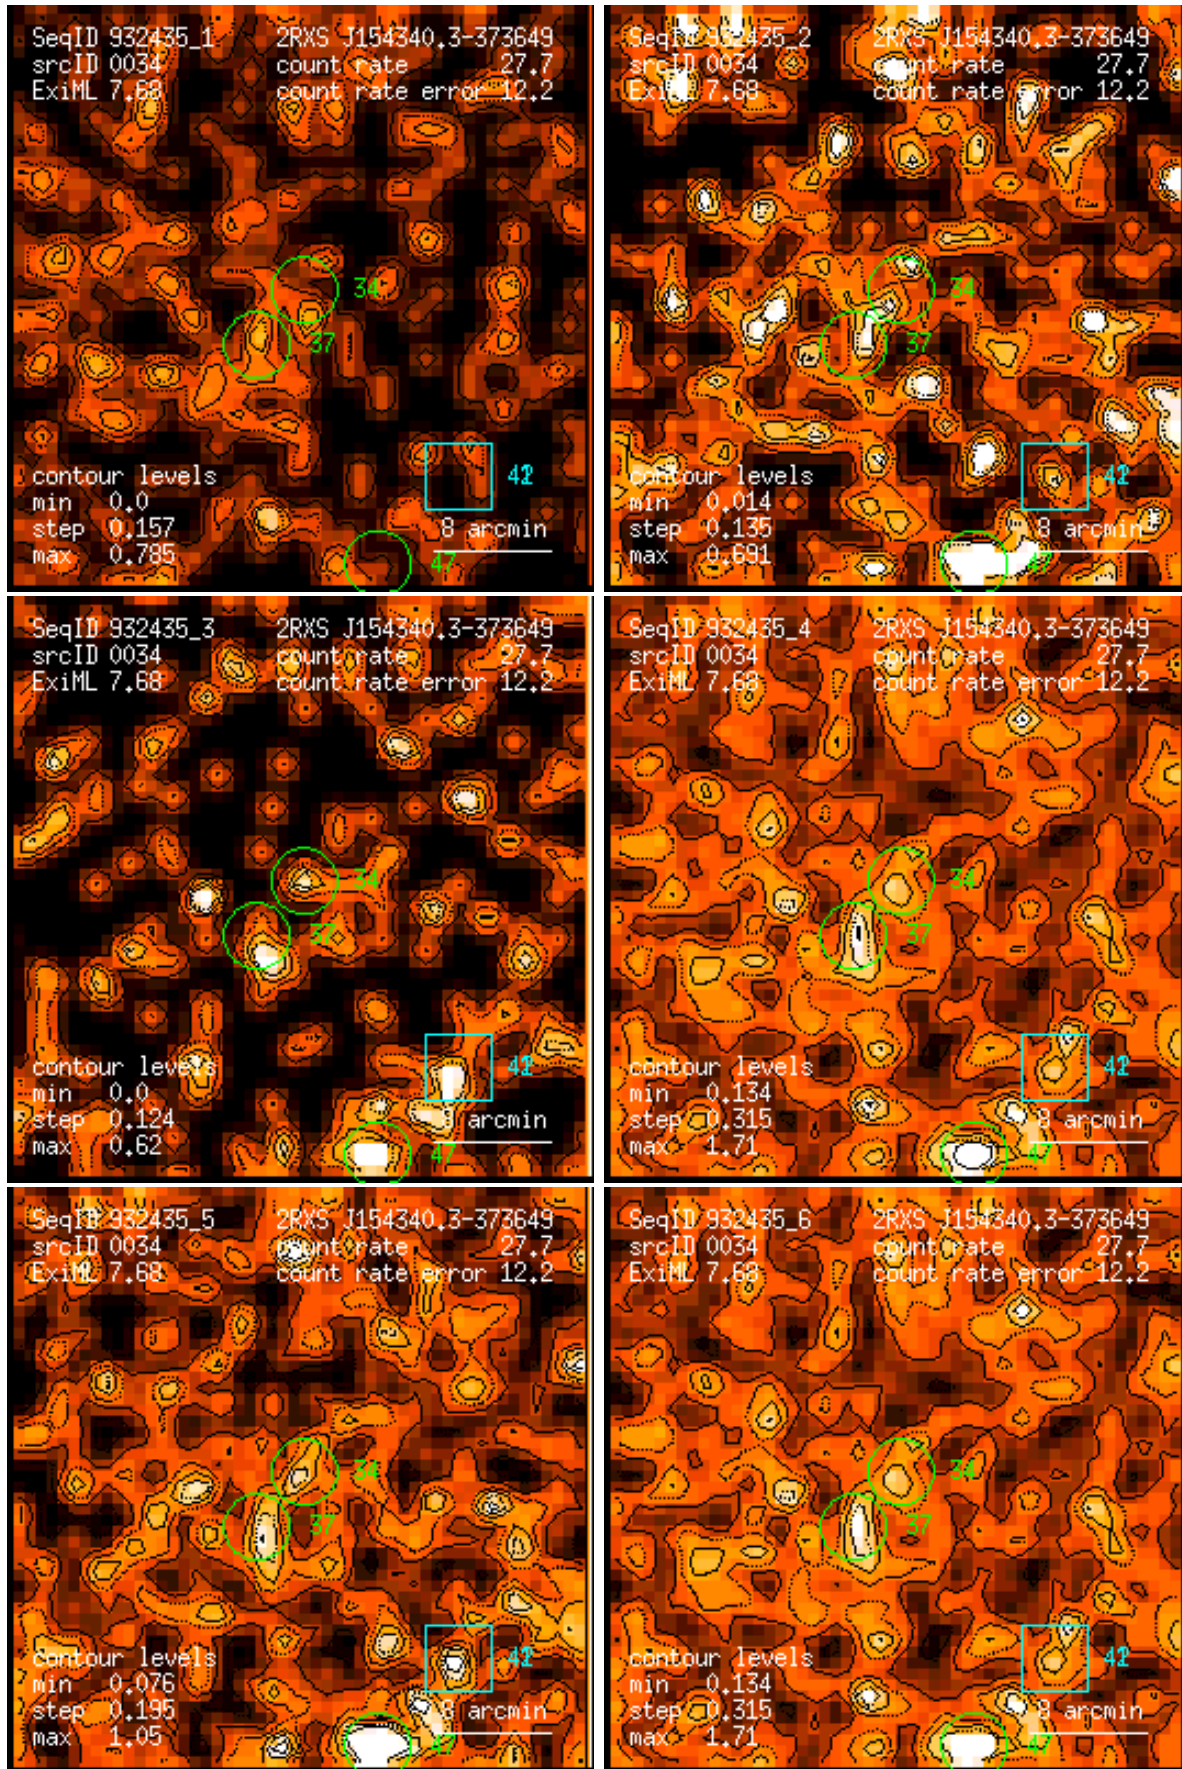 SeqID 932435_1 2RXS J154340.3-373649
srcID 0034 count rate 27.7
ExiML 7.68 count rate error 12.2
34
37
contour levels
min 0.0
step 0.157
max 0.785
8 arcmin
47
SeqID 932435_2 2RXS J154340.3-373649
srcID 0034 count rate 27.7
ExiML 7.68 count rate error 12.2
34
37
contour levels
min 0.014
step 0.135
max 0.691
8 arcmin
47
SeqID 932435_3 2RXS J154340.3-373649
srcID 0034 count rate 27.7
ExiML 7.68 count rate error 12.2
34
37
contour levels
min 0.0
step 0.124
max 0.62
8 arcmin
47
SeqID 932435_4 2RXS J154340.3-373649
srcID 0034 count rate 27.7
ExiML 7.68 count rate error 12.2
34
37
contour levels
min 0.134
step 0.315
max 1.71
8 arcmin
47
SeqID 932435_5 2RXS J154340.3-373649
srcID 0034 count rate 27.7
ExiML 7.68 count rate error 12.2
34
37
contour levels
min 0.076
step 0.195
max 1.05
8 arcmin
47
SeqID 932435_6 2RXS J154340.3-373649
srcID 0034 count rate 27.7
ExiML 7.68 count rate error 12.2
34
37
contour levels
min 0.134
step 0.315
max 1.71
8 arcmin
47